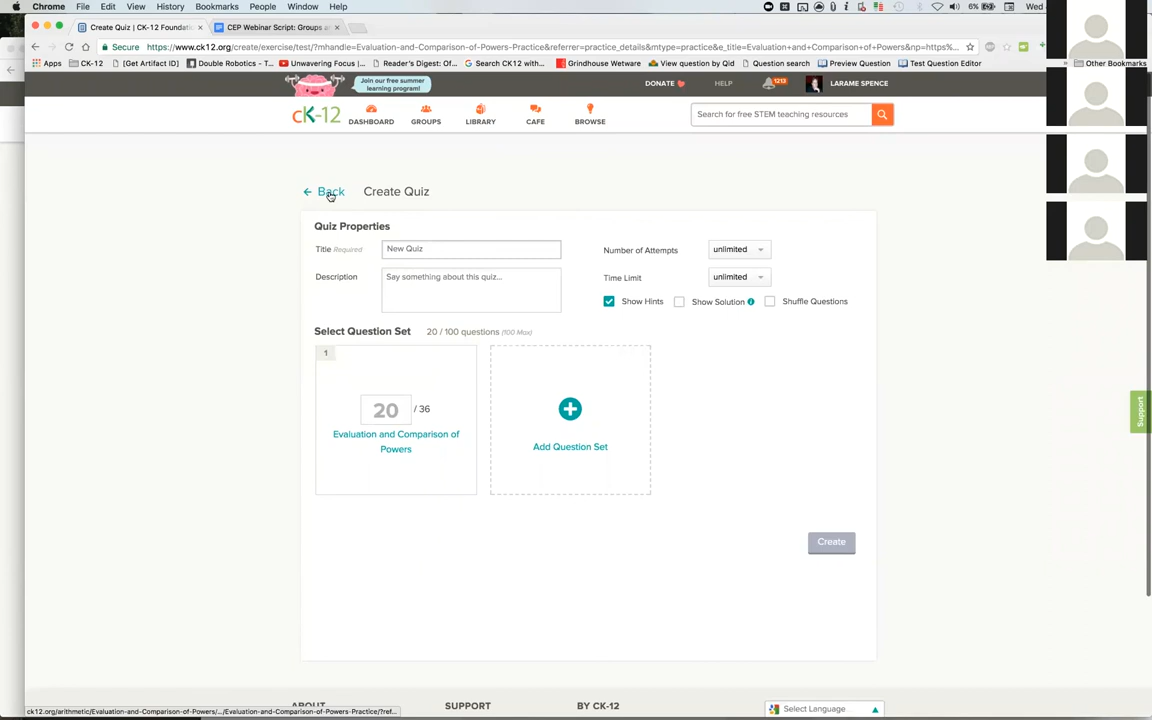 Chrome File Edit View History Bookmarks People Window Help 6% Wed
Create Quiz | CK-12 Foundatio
CEP Webinar Script: Groups an
Secure https://www.ck12.org/create/exercise/test/?mhandle=Evaluation-and-Comparison-of-Powers-Practice&referrer=practice_details&mtype=practice&e_title=Evaluation+and+Comparison+of+Powers&np=https%...
Apps CK-12 [Get Artifact ID] Double Robotics - T... Unwavering Focus |... Reader's Digest: Of... Search CK12 with... Grindhouse Wetware View question by Qid Question search Preview Question Test Question Editor » Other Bookmarks
Join our free summer
learning program!
DONATE HELP 1213 LARAME SPENCE
cK-12 DASHBOARD GROUPS LIBRARY CAFE BROWSE Search for free STEM teaching resources
← Back Create Quiz
Quiz Properties
Title Required New Quiz Number of Attempts unlimited
Description Say something about this quiz... Time Limit unlimited
Show Hints Show Solution i Shuffle Questions
Select Question Set 20 / 100 questions (100 Max)
1
20 / 36
Evaluation and Comparison of
Powers
Add Question Set
Support
Create
ABOUT SUPPORT BY CK-12 Select Language
ck12.org/arithmetic/Evaluation-and-Comparison-of-Powers/.../Evaluation-and-Comparison-of-Powers-Practice/?ref...